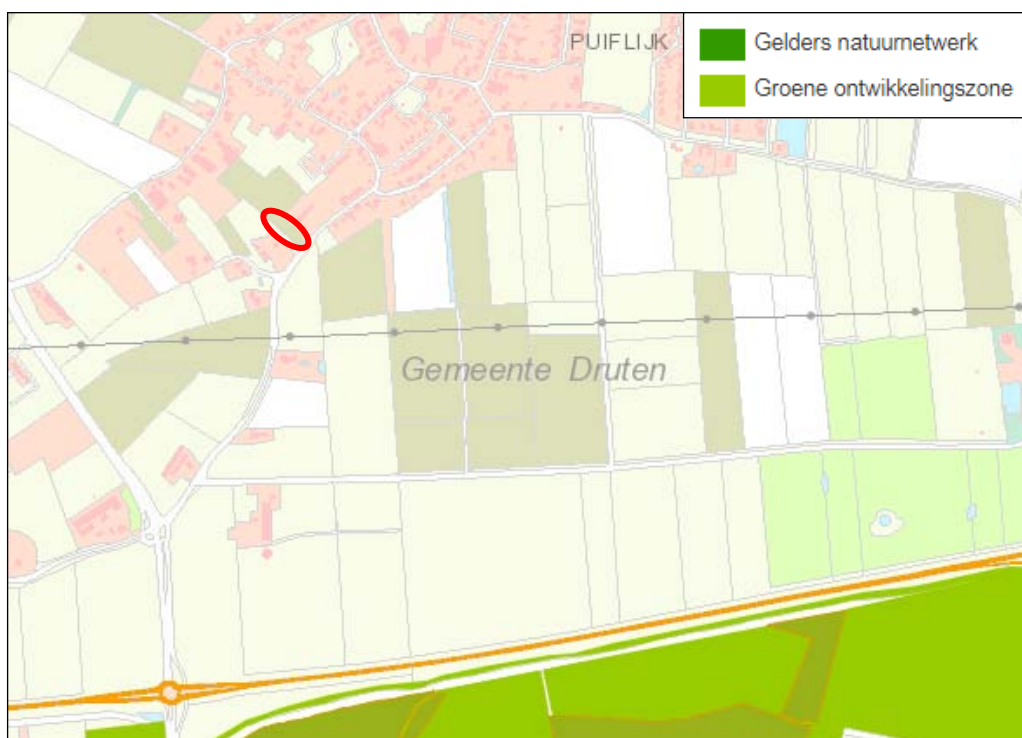 PUIFLIJK
Gelders natuurnetwerk
Groene ontwikkelingszone
Gemeente Druten